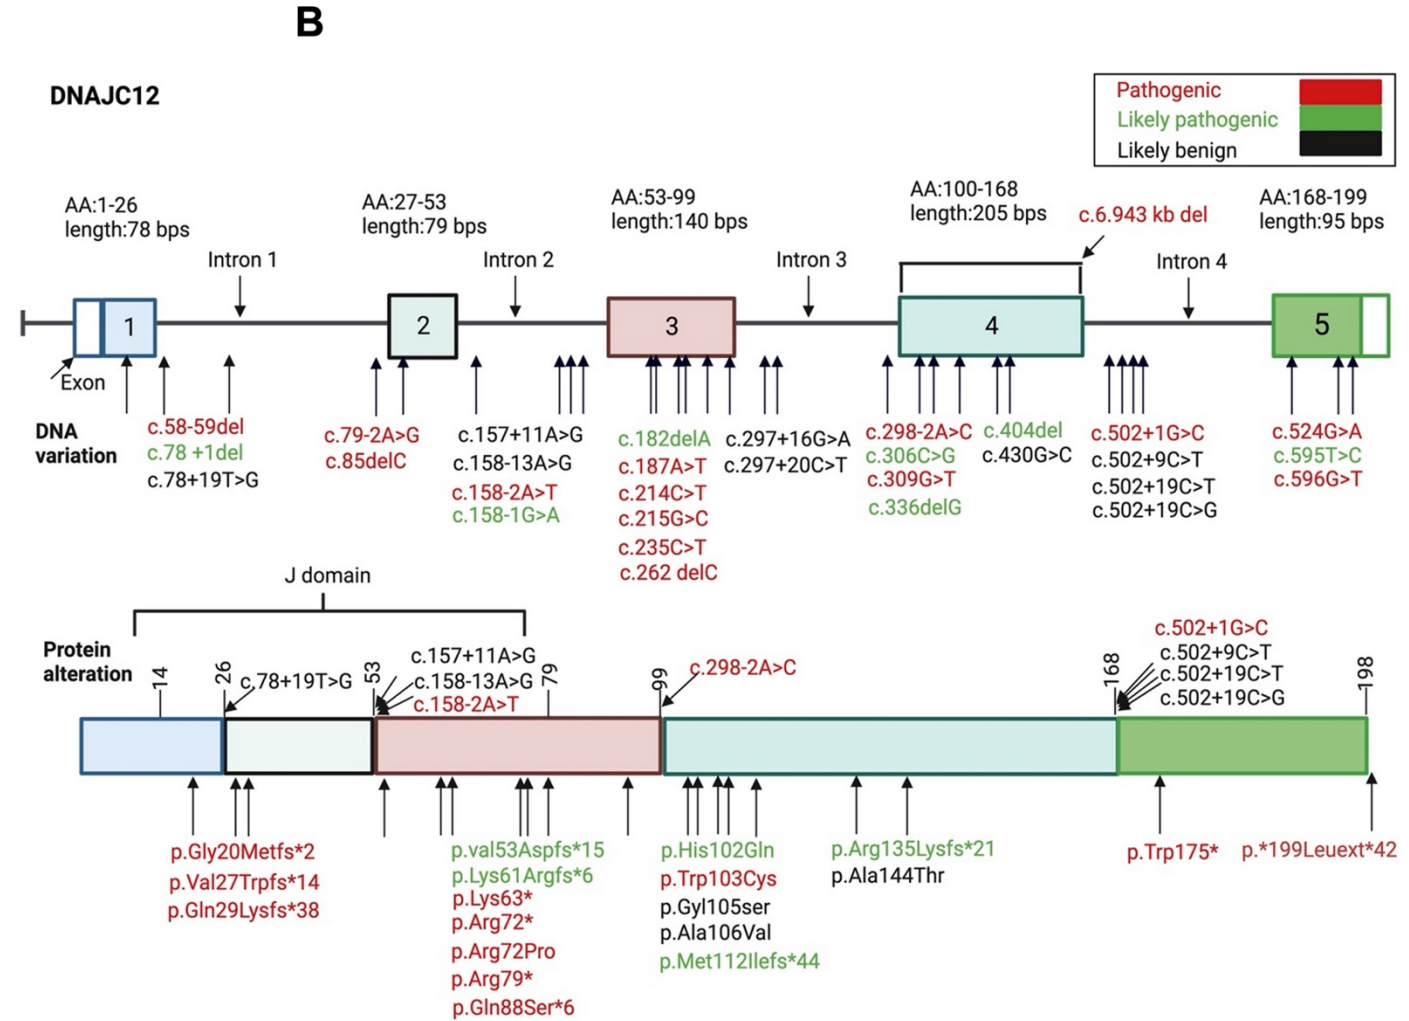 B
DNAJC12
Pathogenic
Likely pathogenic
Likely benign
AA:1-26
length:78 bps
AA:27-53
length:79 bps
AA:53-99
length:140 bps
AA:100-168
length:205 bps
c.6.943 kb del
AA:168-199
length:95 bps
Intron 1
Intron 2
Intron 3
Intron 4
1
2
3
4
5
Exon
DNA
variation
c.58-59del
c.78 +1del
c.78+19T>G
c.79-2A>G
c.85delC
c.157+11A>G
c.158-13A>G
c.158-2A>T
c.158-1G>A
c.182delA
c.187A>T
c.214C>T
c.215G>C
c.235C>T
c.262 delC
c.297+16G>A
c.297+20C>T
c.298-2A>C
c.306C>G
c.309G>T
c.336delG
c.404del
c.430G>C
c.502+1G>C
c.502+9C>T
c.502+19C>T
c.502+19C>G
c.524G>A
c.595T>C
c.596G>T
J domain
Protein
alteration
14
26
c.78+19T>G
53
c.157+11A>G
c.158-13A>G
c.158-2A>T
79
99
c.298-2A>C
168
c.502+1G>C
c.502+9C>T
c.502+19C>T
c.502+19C>G
198
p.Gly20Metfs*2
p.Val27Trpfs*14
p.Gln29Lysfs*38
p.val53Aspfs*15
p.Lys61Argfs*6
p.Lys63*
p.Arg72*
p.Arg72Pro
p.Arg79*
p.Gln88Ser*6
p.His102Gln
p.Trp103Cys
p.Gyl105ser
p.Ala106Val
p.Met112Ilefs*44
p.Arg135Lysfs*21
p.Ala144Thr
p.Trp175*
p.*199Leuext*42